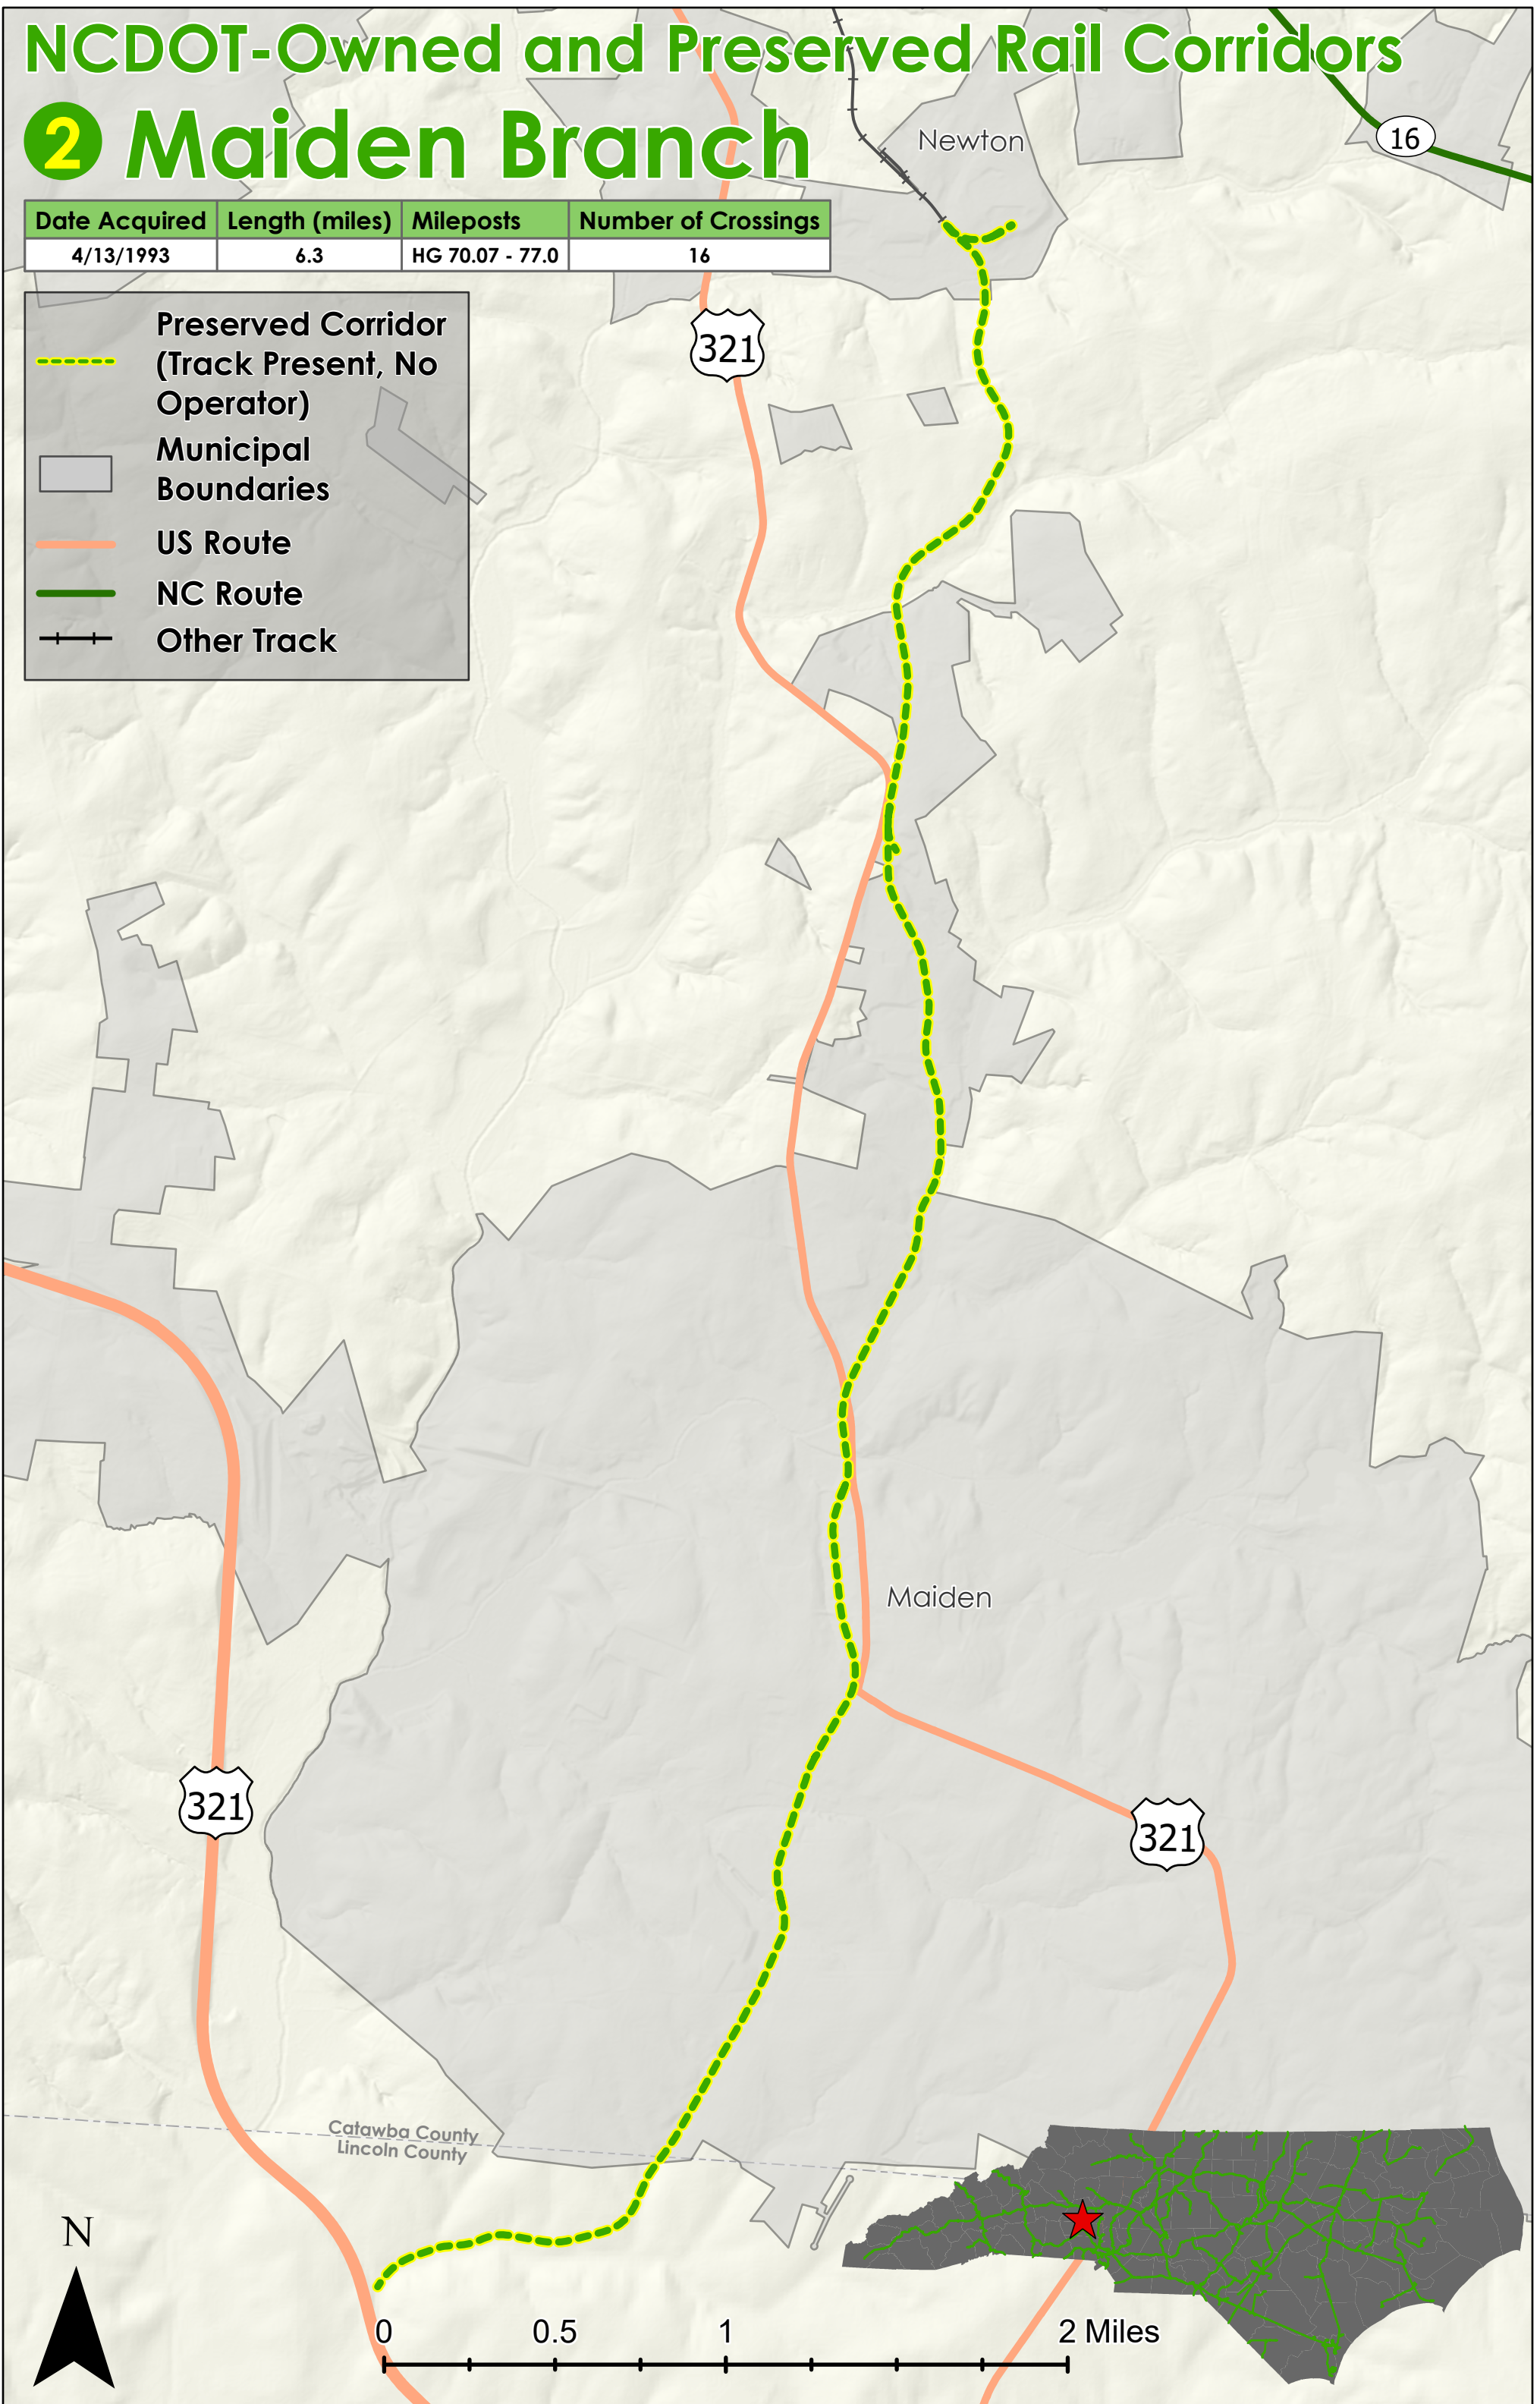 NCDOT-Owned and Preserved Rail Corridors
2 Maiden Branch
Date Acquired Length (miles) Mileposts Number of Crossings
4/13/1993 6.3 HG 70.07 - 77.0 16
Preserved Corridor
(Track Present, No
Operator)
Municipal
Boundaries
US Route
NC Route
Other Track
Newton
16
321
Maiden
321
321
Catawba County
Lincoln County
N
0 0.5 1 2 Miles